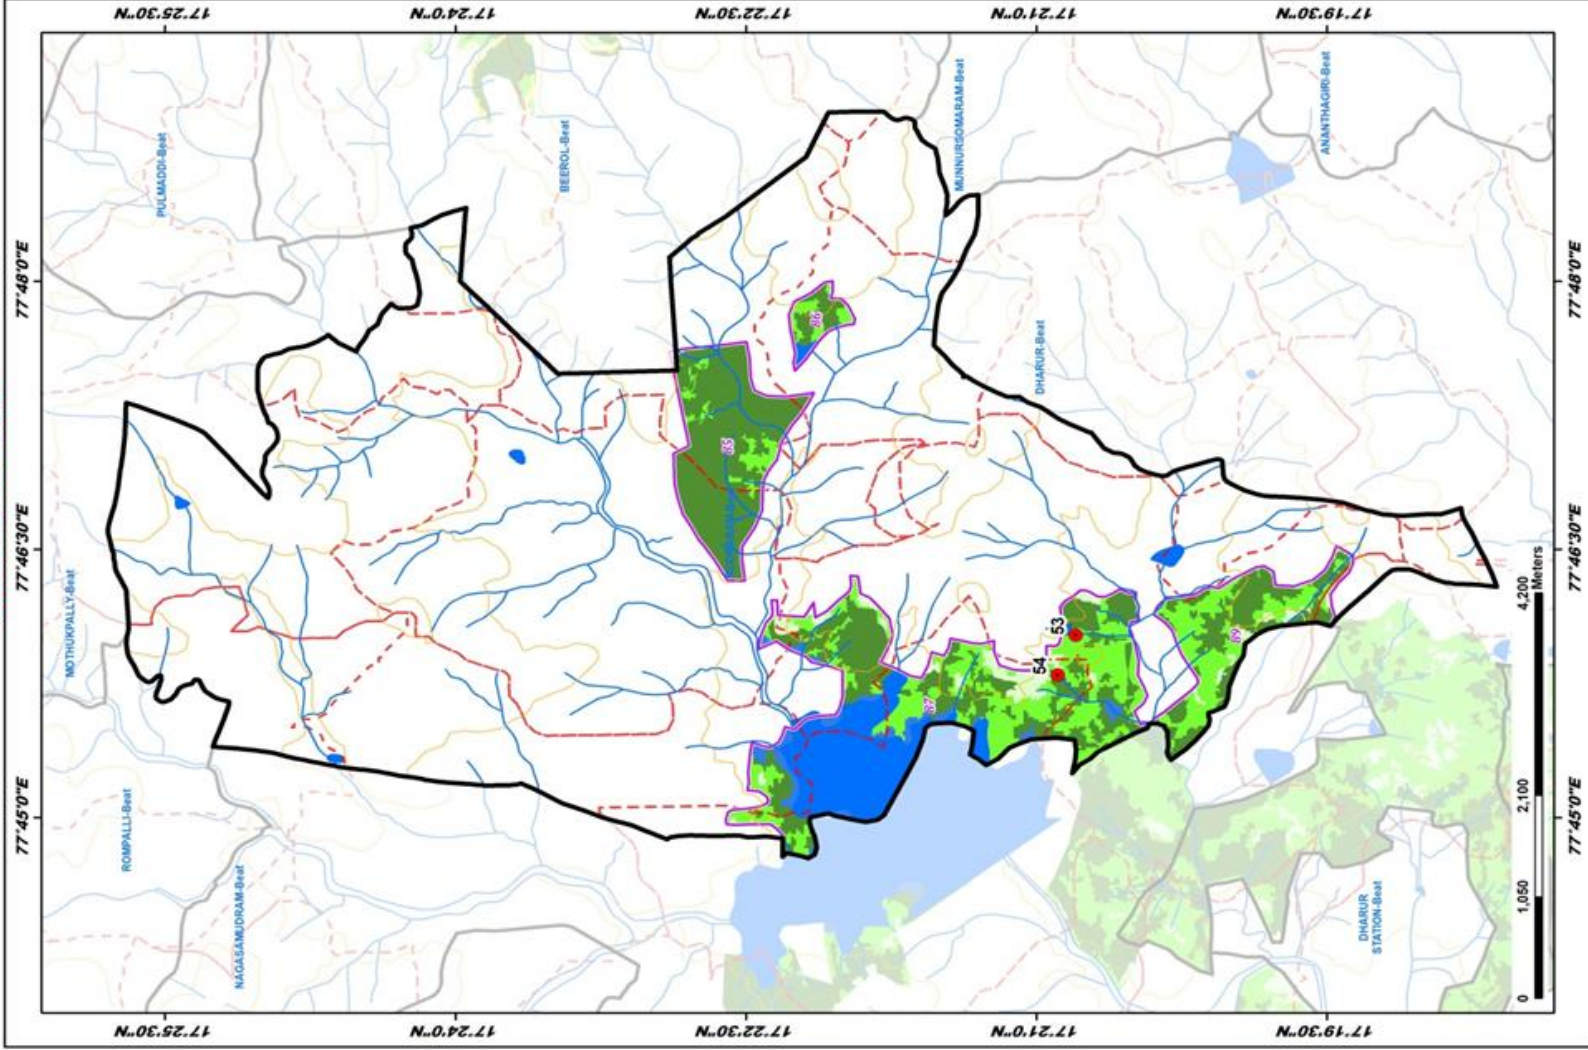 77°45'0"E
77°46'30"E
77°48'0"E
MOTHUKPALLY-Beat
ROMPALLI-Beat
17°25'30"N
PULMADDI-Beat
17°25'30"N
NAGASAMUDRAM-Beat
17°24'0"N
17°24'0"N
BEEROL-Beat
85
17°22'30"N
17°22'30"N
86
87
MUNNURSOMARAM-Beat
54
53
17°21'0"N
DHARUR-Beat
17°21'0"N
89
17°19'30"N
ANANTHAGIRI-Beat
17°19'30"N
DHARUR
STATION-Beat
0
1,050
2,100
4,200
Meters
77°45'0"E
77°46'30"E
77°48'0"E